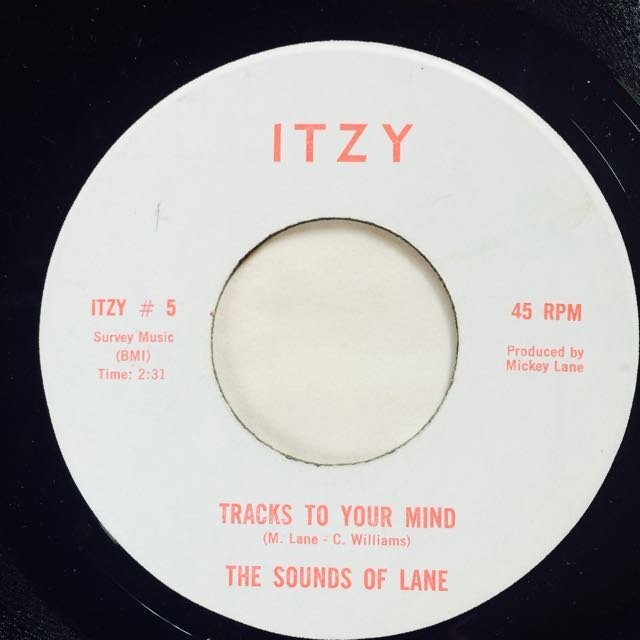 ITZY
ITZY # 5
Survey Music
(BMI)
Time: 2:31
45 RPM
Produced by
Mickey Lane
TRACKS TO YOUR MIND
(M. Lane - C. Williams)
THE SOUNDS OF LANE